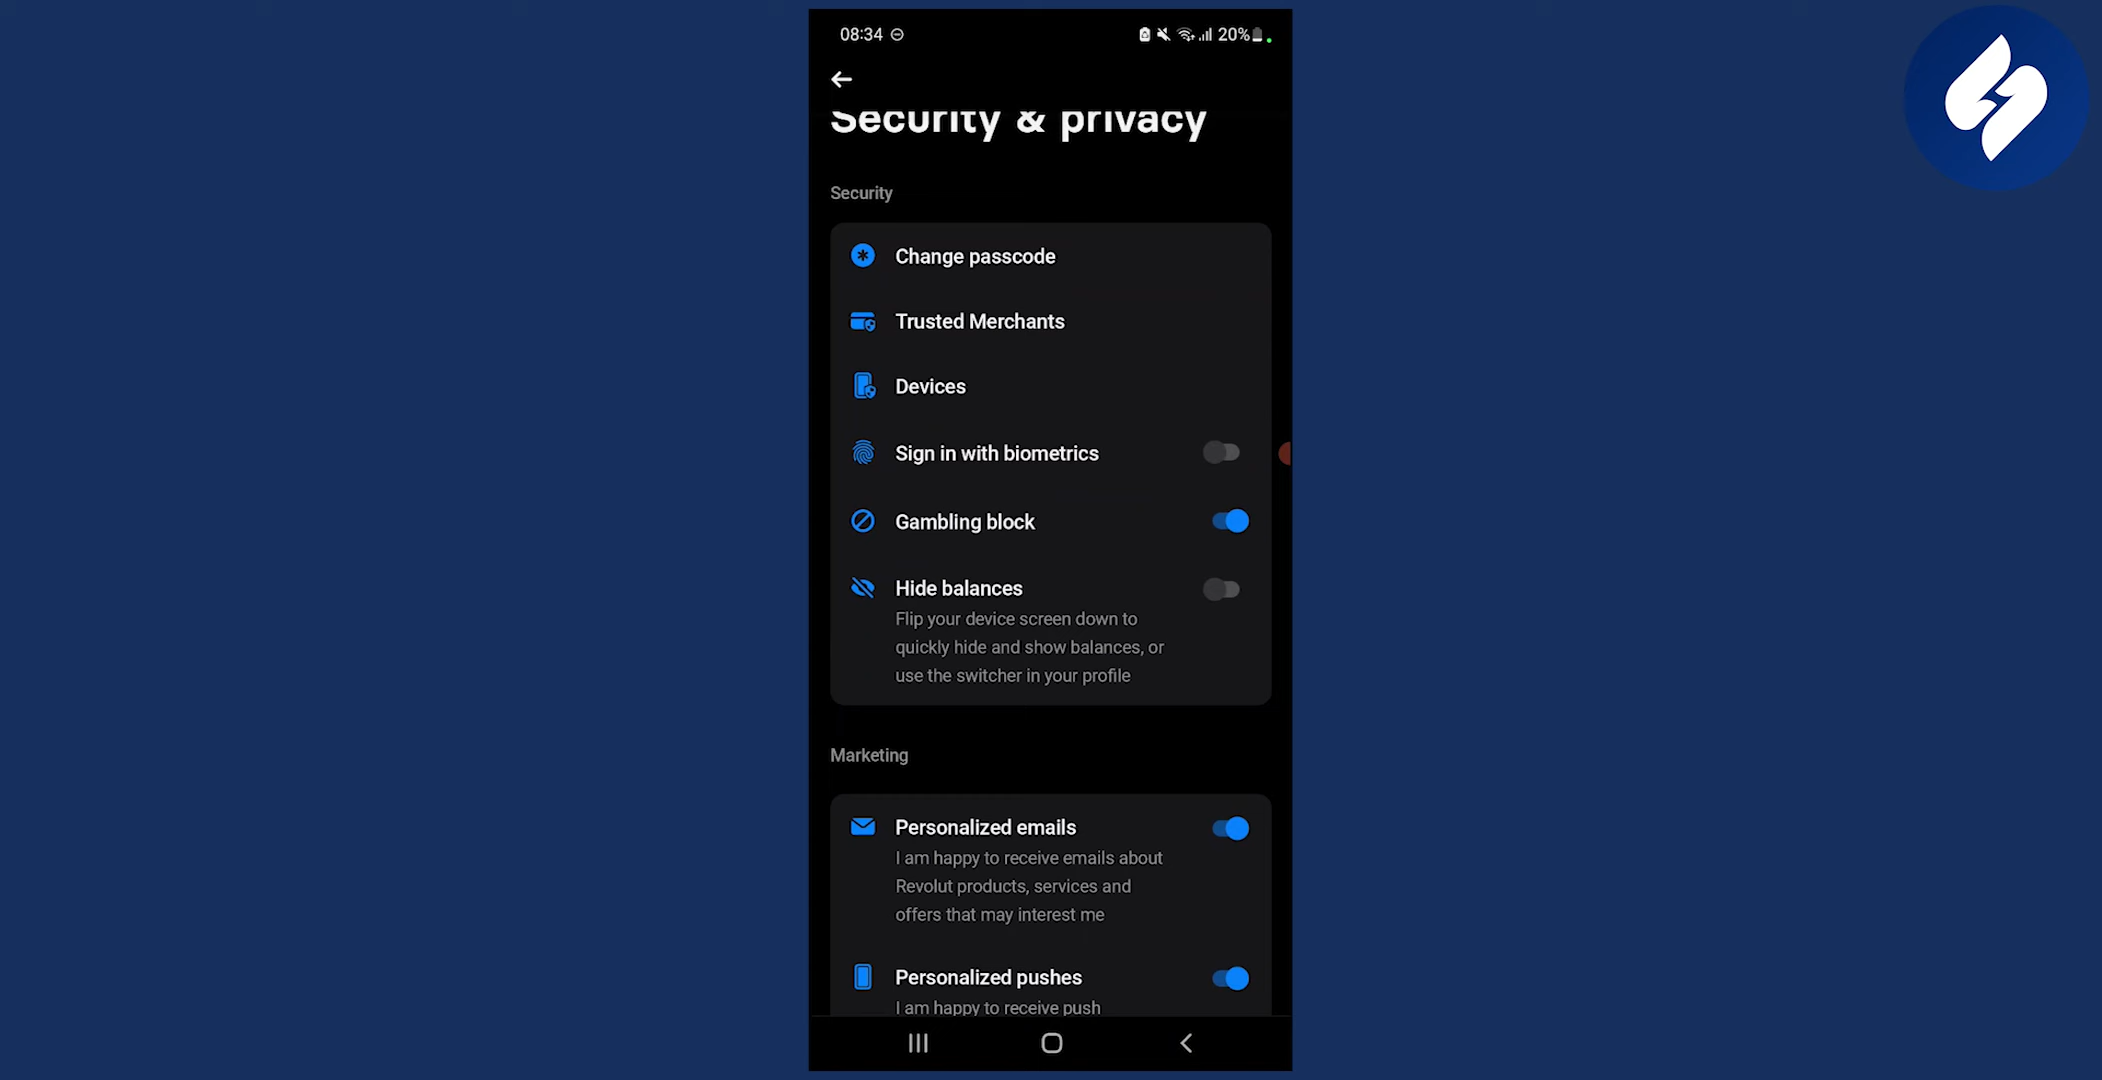 08:34
20%
Security & privacy
Security
Change passcode
Trusted Merchants
Devices
Sign in with biometrics
Gambling block
Hide balances
Flip your device screen down to
quickly hide and show balances, or
use the switcher in your profile
Marketing
Personalized emails
I am happy to receive emails about
Revolut products, services and
offers that may interest me
Personalized pushes
I am happy to receive push